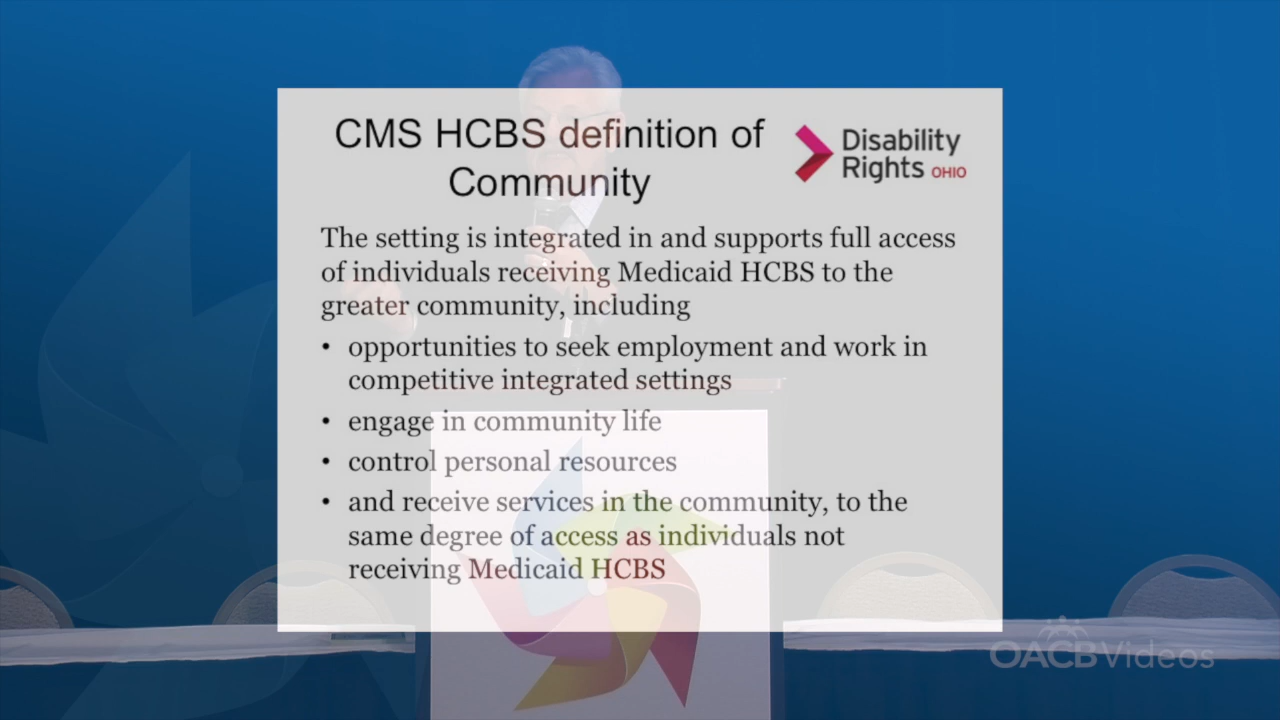 CMS HCBS definition of
Community
Disability
Rights OHIO
The setting is integrated in and supports full access
of individuals receiving Medicaid HCBS to the
greater community, including
• opportunities to seek employment and work in
competitive integrated settings
• engage in community life
• control personal resources
• and receive services in the community, to the
same degree of access as individuals not
receiving Medicaid HCBS
OACBVideos